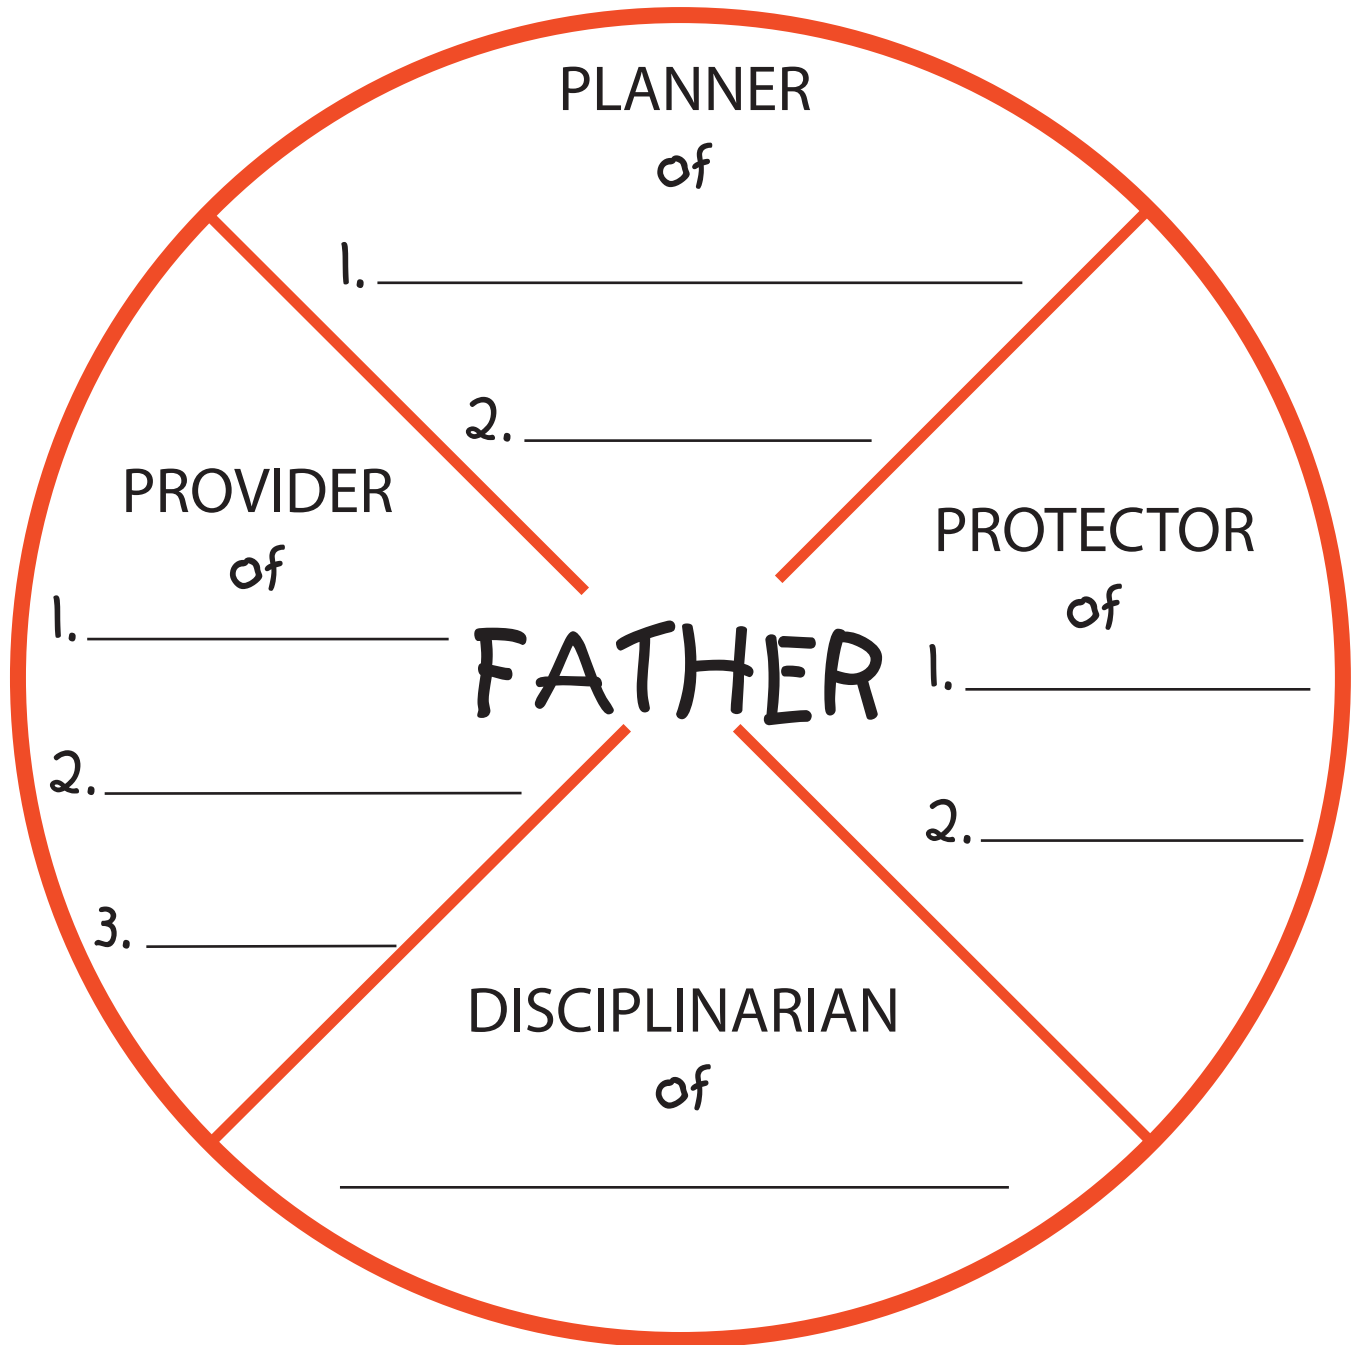 PLANNER
of
1.
2.
PROVIDER
of
1.
2.
3.
FATHER
PROTECTOR
of
1.
2.
DISCIPLINARIAN
of